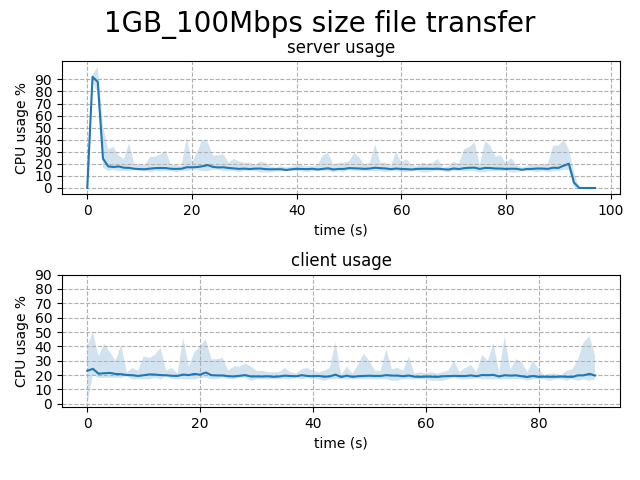 1GB_100Mbps size file transfer
server usage
90
80
70
60
50
40
30
20
10
0
CPU usage %
0 20 40 60 80 100
time (s)
client usage
90
80
70
60
50
40
30
20
10
0
CPU usage %
0 20 40 60 80
time (s)